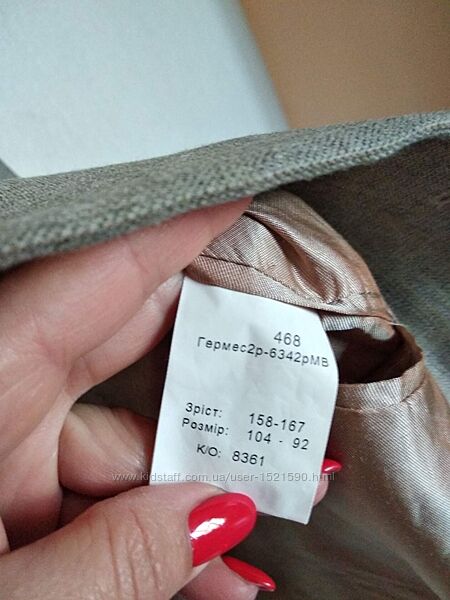 468
Гермес2р-6342рМВ
Зріст: 158-167
Розмір: 104 - 92
К/О: 8361
www.kidstaff.com.ua/user-1521590.html